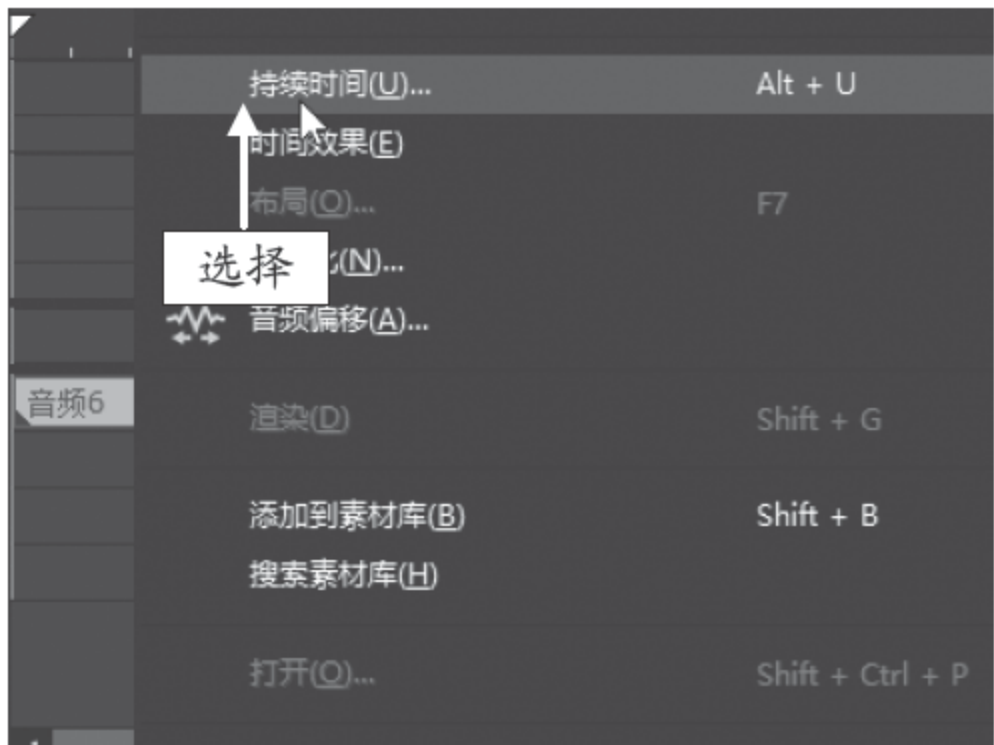 持续时间(U)... Alt + U
时间效果(E)
布局(O)... F7
选择
(N)...
音频偏移(A)...
音频6
渲染(D) Shift + G
添加到素材库(B) Shift + B
搜索素材库(H)
打开(O)... Shift + Ctrl + P